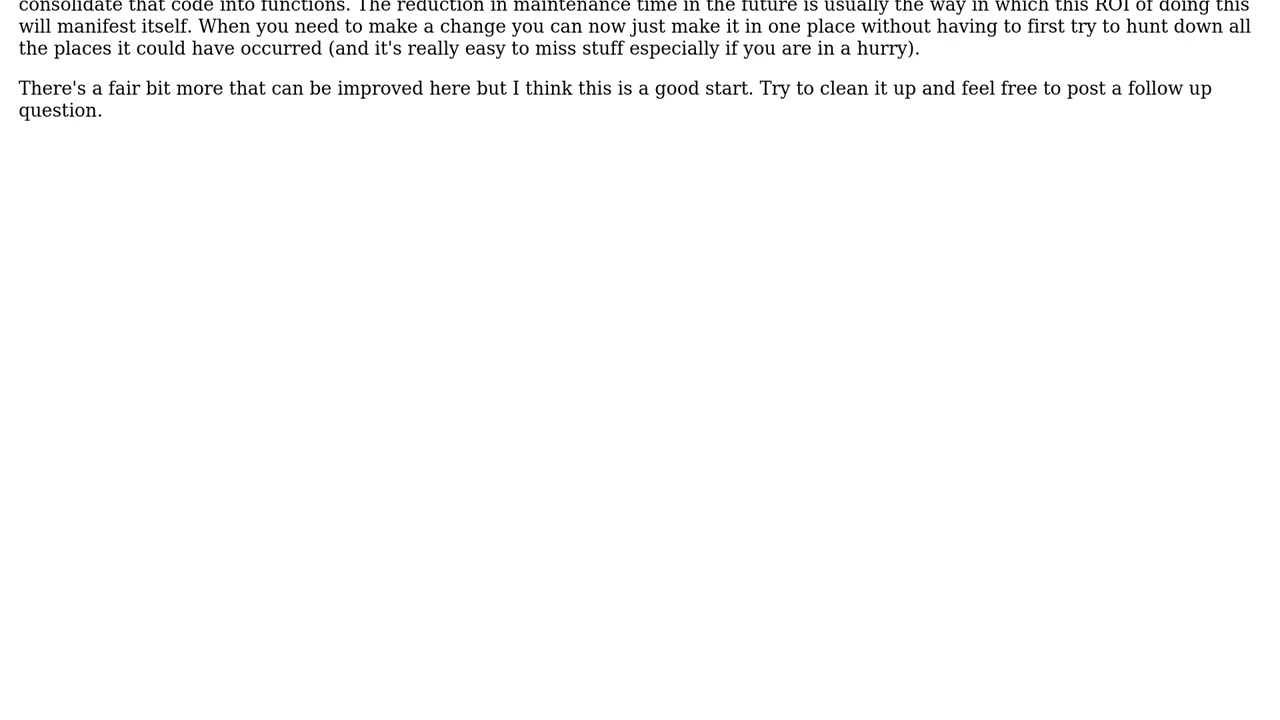 consolidate that code into functions. The reduction in maintenance time in the future is usually the way in which this ROI of doing this
will manifest itself. When you need to make a change you can now just make it in one place without having to first try to hunt down all
the places it could have occurred (and it's really easy to miss stuff especially if you are in a hurry).
There's a fair bit more that can be improved here but I think this is a good start. Try to clean it up and feel free to post a follow up
question.